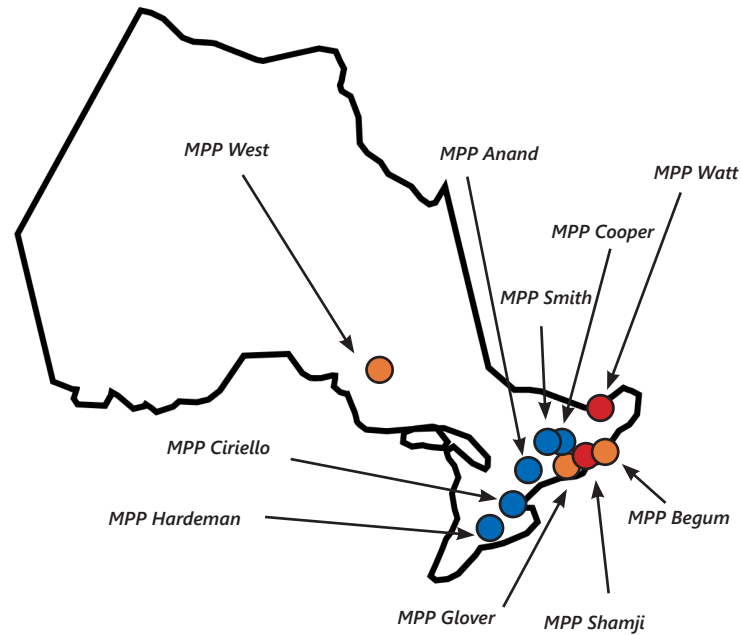 MPP West
MPP Anand
MPP Watt
MPP Cooper
MPP Smith
MPP Ciriello
MPP Hardeman
MPP Begum
MPP Glover
MPP Shamji